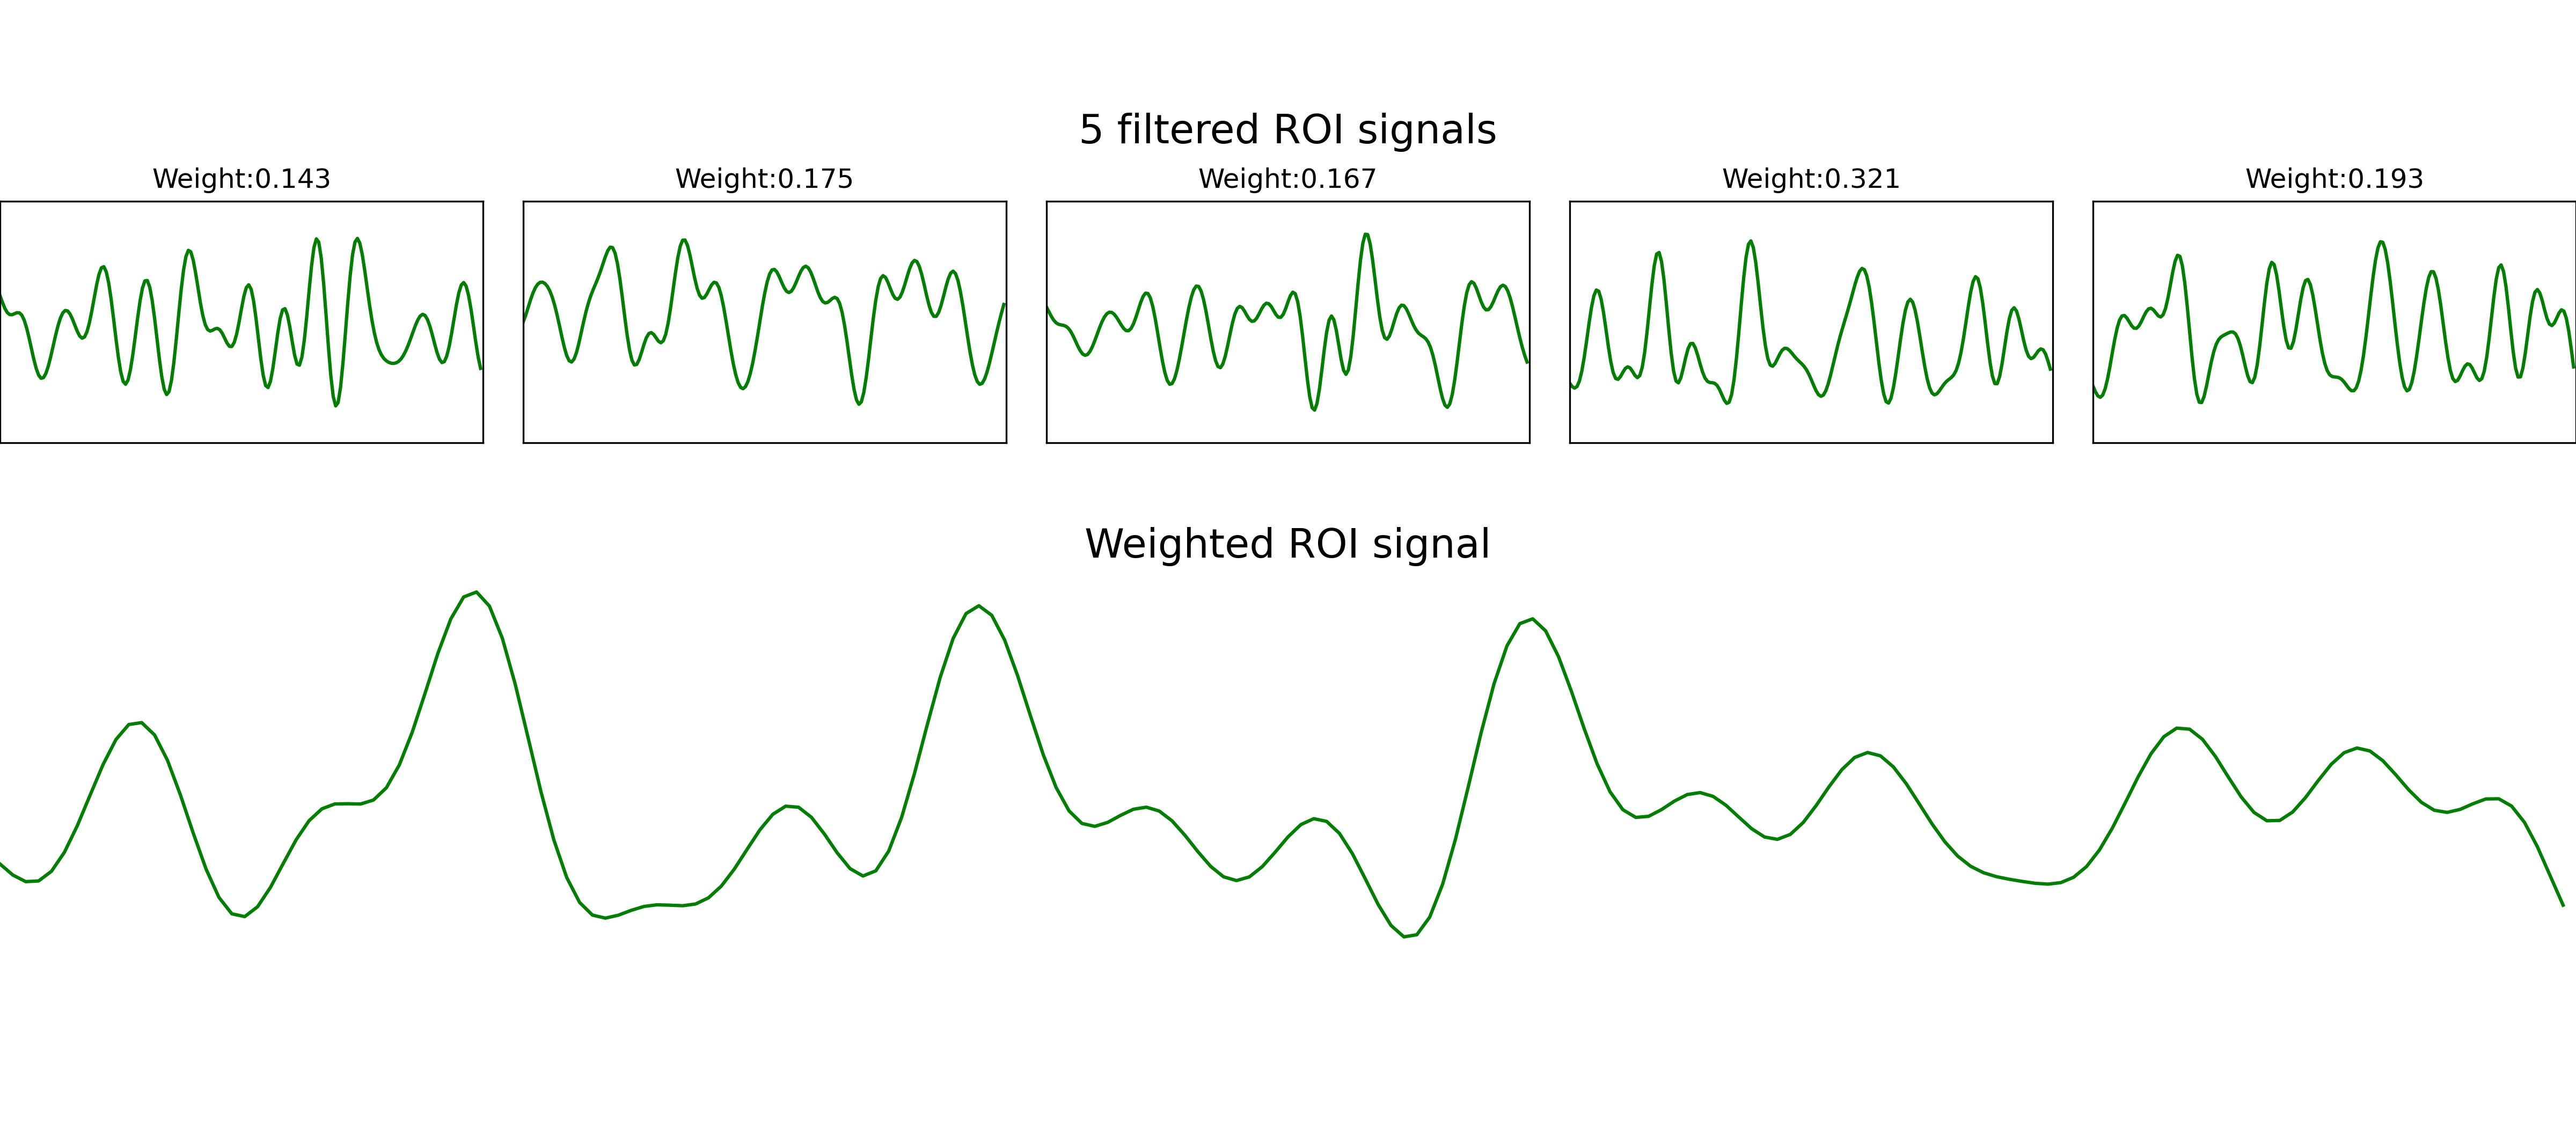 5 filtered ROI signals
Weight:0.143
Weight:0.175
Weight:0.167
Weight:0.321
Weight:0.193
Weighted ROI signal